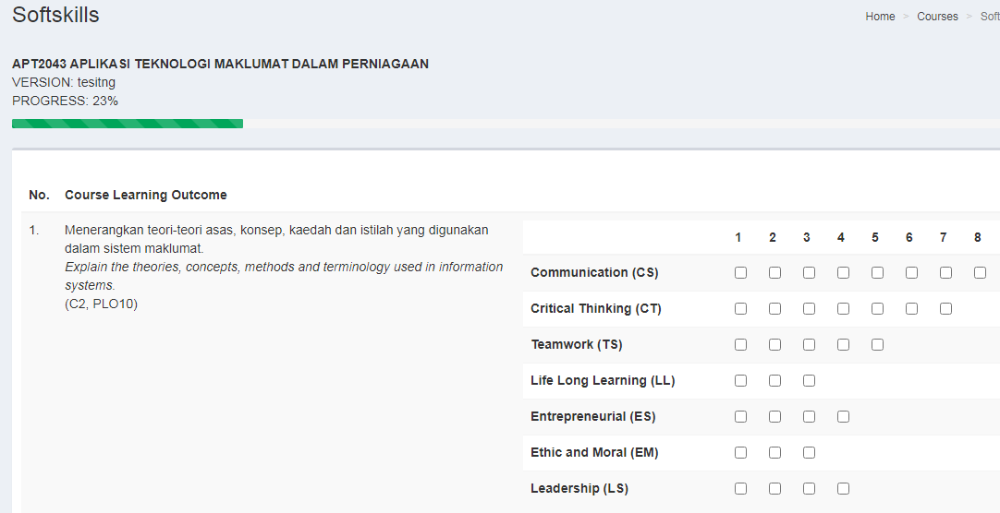 Softskills
Home > Courses > Soft
APT2043 APLIKASI TEKNOLOGI MAKLUMAT DALAM PERNIAGAAN
VERSION: tesitng
PROGRESS: 23%
No. Course Learning Outcome
1. Menerangkan teori-teori asas, konsep, kaedah dan istilah yang digunakan
dalam sistem maklumat.
Explain the theories, concepts, methods and terminology used in information
systems.
(C2, PLO10)
1 2 3 4 5 6 7 8
Communication (CS)
Critical Thinking (CT)
Teamwork (TS)
Life Long Learning (LL)
Entrepreneurial (ES)
Ethic and Moral (EM)
Leadership (LS)